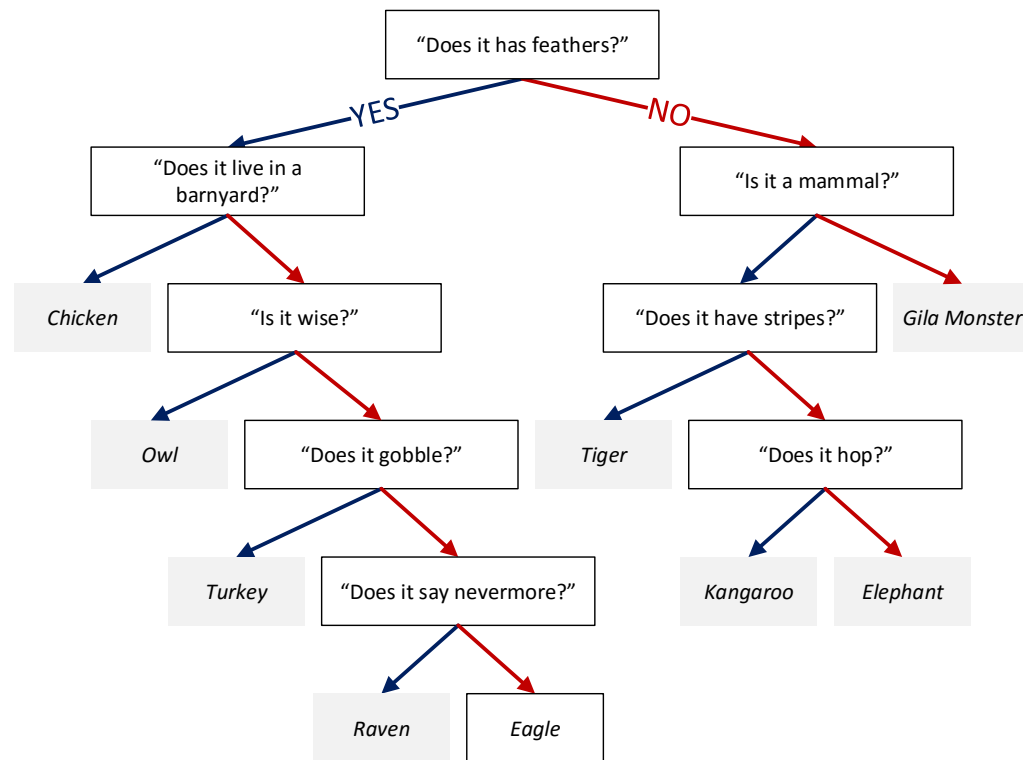 “Does it has feathers?”
YES
NO
“Does it live in a
barnyard?”
“Is it a mammal?”
Chicken
“Is it wise?”
“Does it have stripes?”
Gila Monster
Owl
“Does it gobble?”
Tiger
“Does it hop?”
Turkey
“Does it say nevermore?”
Kangaroo
Elephant
Raven
Eagle